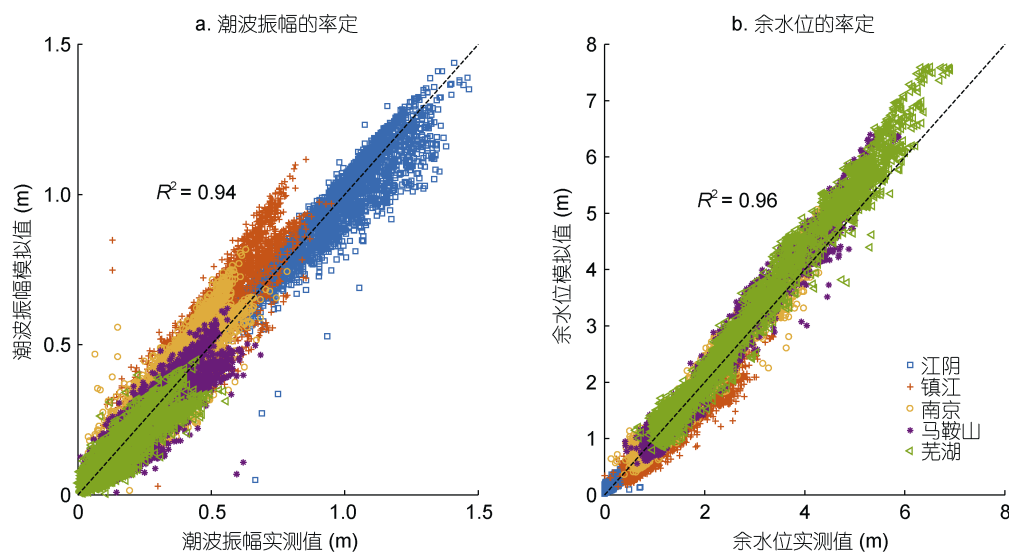 a. 潮波振幅的率定
1.5
1.0
0.5
0
潮波振幅模拟值 (m)
R² = 0.94
0 0.5 1.0 1.5
潮波振幅实测值 (m)
b. 余水位的率定
8
7
6
5
4
3
2
1
0
余水位模拟值 (m)
R² = 0.96
江阴
镇江
南京
马鞍山
芜湖
0 2 4 6 8
余水位实测值 (m)